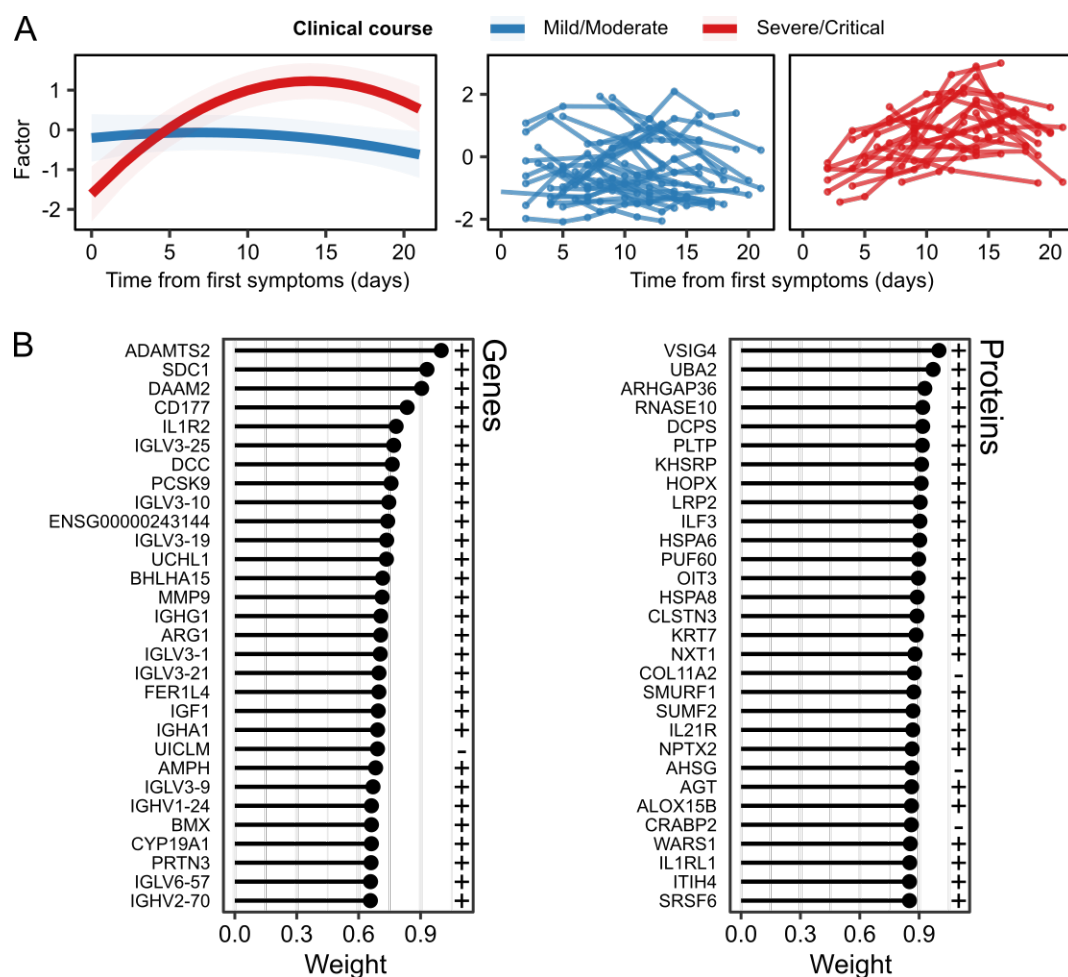 A
Clinical course Mild/Moderate Severe/Critical
Factor
1
0
-1
-2
0 5 10 15 20
Time from first symptoms (days)
2
0
-2
0 5 10 15 20
Time from first symptoms (days)
0 5 10 15 20
Time from first symptoms (days)
B
Genes
ADAMTS2 +
SDC1 +
DAAM2 +
CD177 +
IL1R2 +
IGLV3-25 +
DCC +
PCSK9 +
IGLV3-10 +
ENSG00000243144 +
IGLV3-19 +
UCHL1 +
BHLHA15 +
MMP9 +
IGHG1 +
ARG1 +
IGLV3-1 +
IGLV3-21 +
FER1L4 +
IGF1 +
IGHA1 +
UICLM -
AMPH +
IGLV3-9 +
IGHV1-24 +
BMX +
CYP19A1 +
PRTN3 +
IGLV6-57 +
IGHV2-70 +
0.0 0.3 0.6 0.9
Weight
Proteins
VSIG4 +
UBA2 +
ARHGAP36 +
RNASE10 +
DCPS +
PLTP +
KHSRP +
HOPX +
LRP2 +
ILF3 +
HSPA6 +
PUF60 +
OIT3 +
HSPA8 +
CLSTN3 +
KRT7 +
NXT1 +
COL11A2 -
SMURF1 +
SUMF2 +
IL21R +
NPTX2 +
AHSG -
AGT +
ALOX15B +
CRABP2 -
WARS1 +
IL1RL1 +
ITIH4 +
SRSF6 +
0.0 0.3 0.6 0.9
Weight